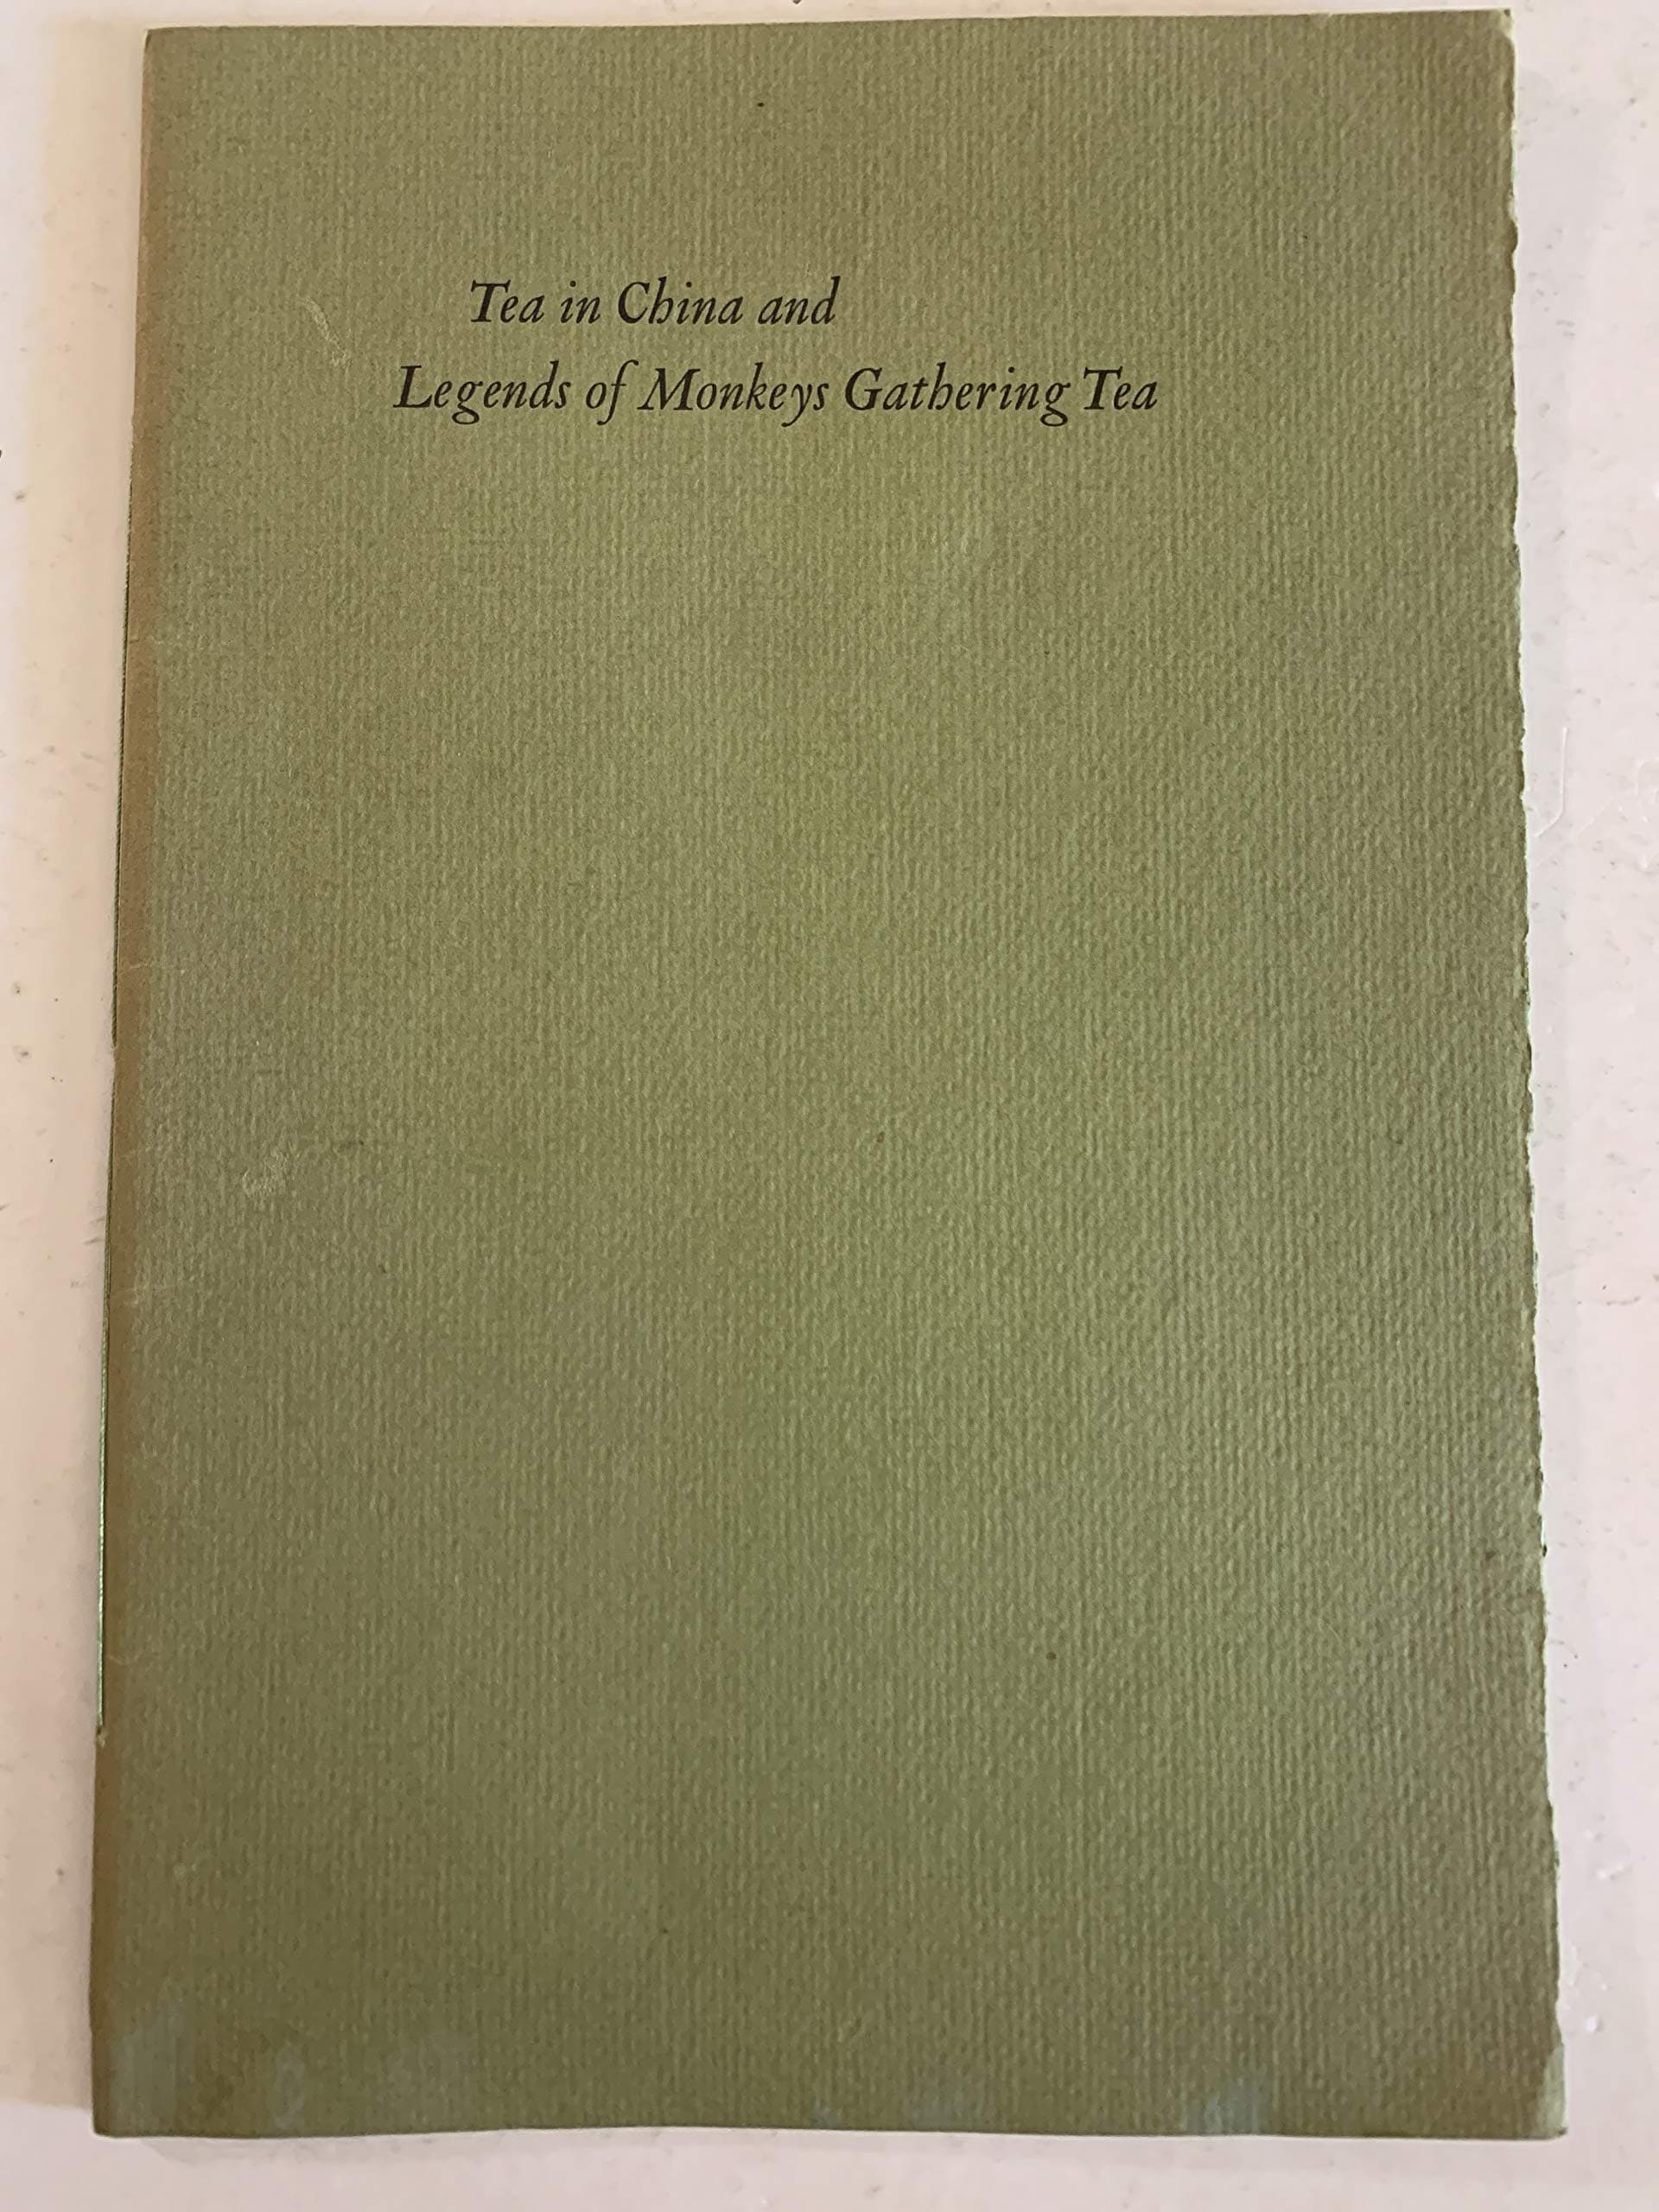 Tea in China and
Legends of Monkeys Gathering Tea